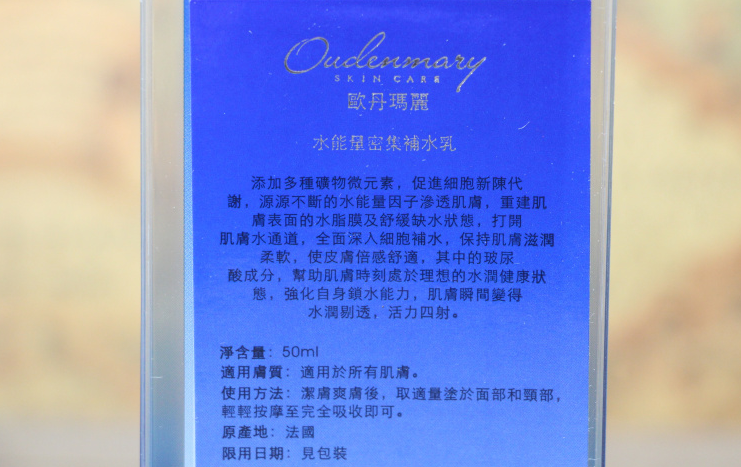 Oudenmary
SKIN CARE
歐丹瑪麗
水能量密集補水乳
添加多種礦物微元素，促進細胞新陳代
謝，源源不斷的水能量因子滲透肌膚，重建肌
膚表面的水脂膜及舒緩缺水狀態，打開
肌膚水通道，全面深入細胞補水，保持肌膚滋潤
柔軟，使皮膚倍感舒適，其中的玻尿
酸成分，幫助肌膚時刻處於理想的水潤健康狀
態，強化自身鎖水能力，肌膚瞬間變得
水潤剔透，活力四射。
淨含量：50ml
適用膚質：適用於所有肌膚。
使用方法：潔膚爽膚後，取適量塗於面部和頸部，
輕輕按摩至完全吸收即可。
原產地：法國
限用日期：見包裝